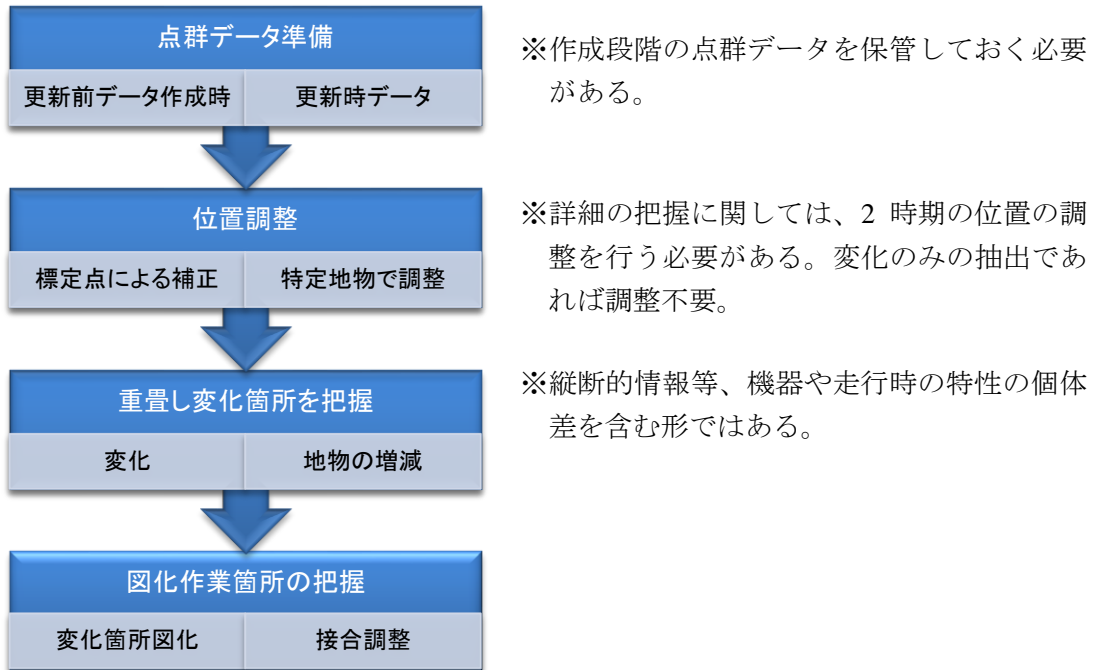 点群データ準備
更新前データ作成時
更新時データ
※作成段階の点群データを保管しておく必要
がある。
位置調整
標定点による補正
特定地物で調整
※詳細の把握に関しては、2 時期の位置の調
整を行う必要がある。変化のみの抽出であ
れば調整不要。
重畳し変化箇所を把握
変化
地物の増減
※縦断的情報等、機器や走行時の特性の個体
差を含む形ではある。
図化作業箇所の把握
変化箇所図化
接合調整